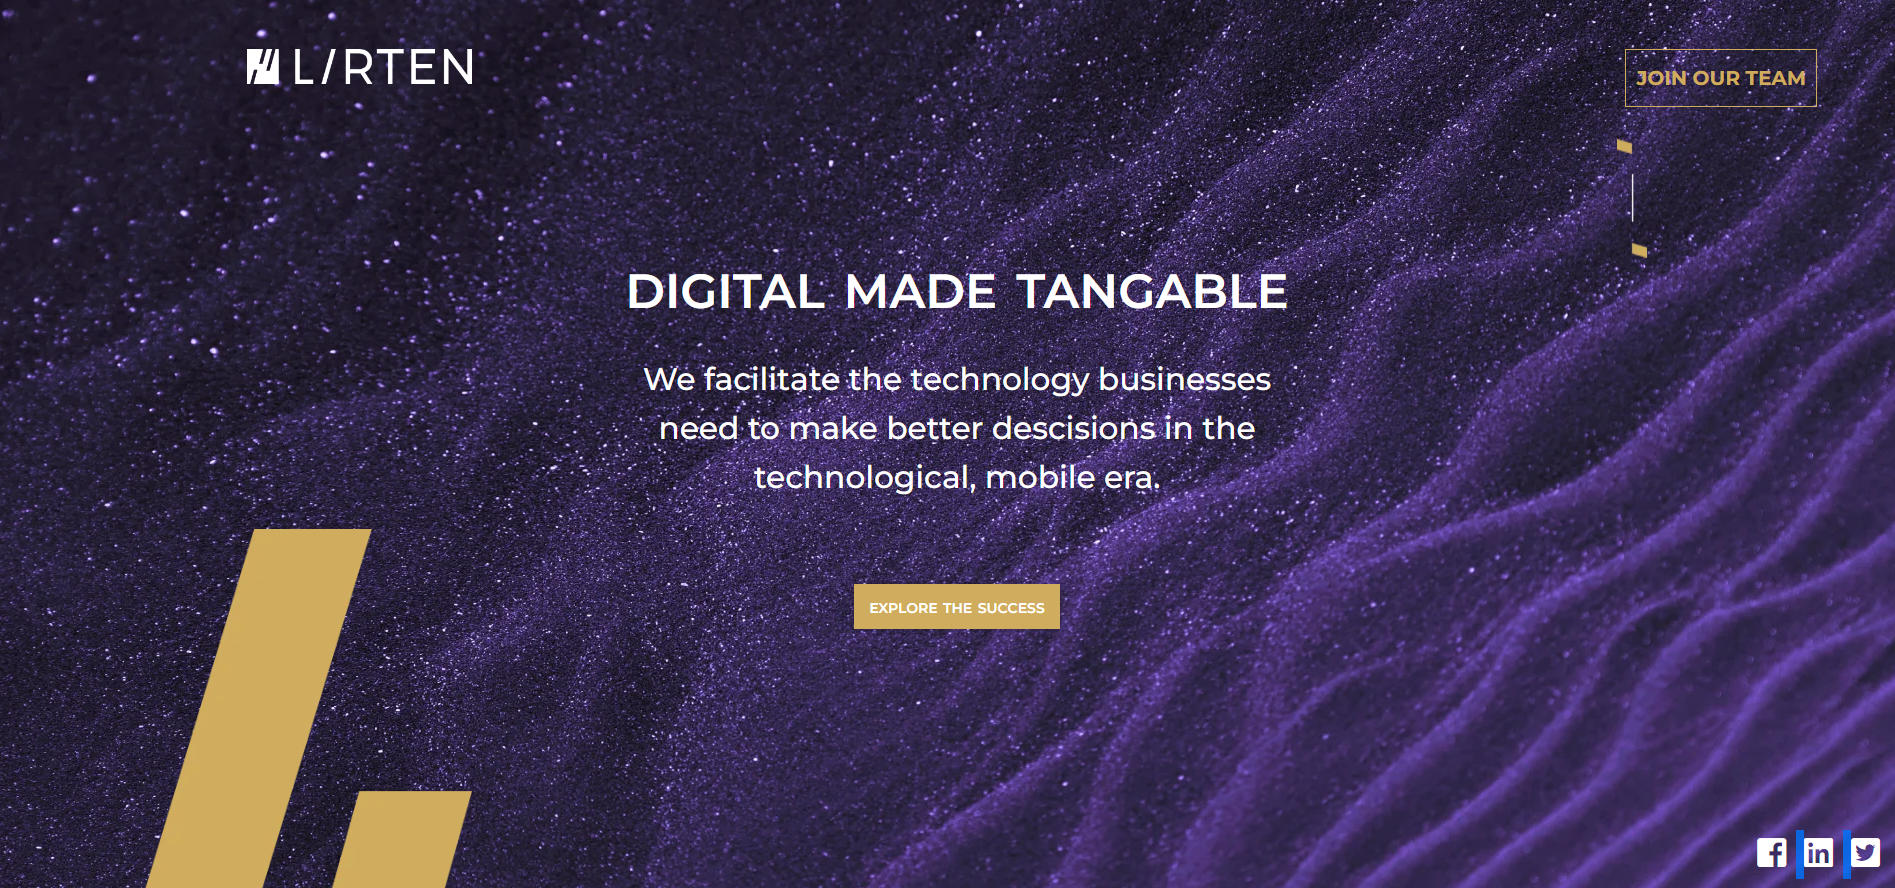 L/RTEN
JOIN OUR TEAM
DIGITAL MADE TANGABLE
We facilitate the technology businesses
need to make better descisions in the
technological, mobile era.
EXPLORE THE SUCCESS